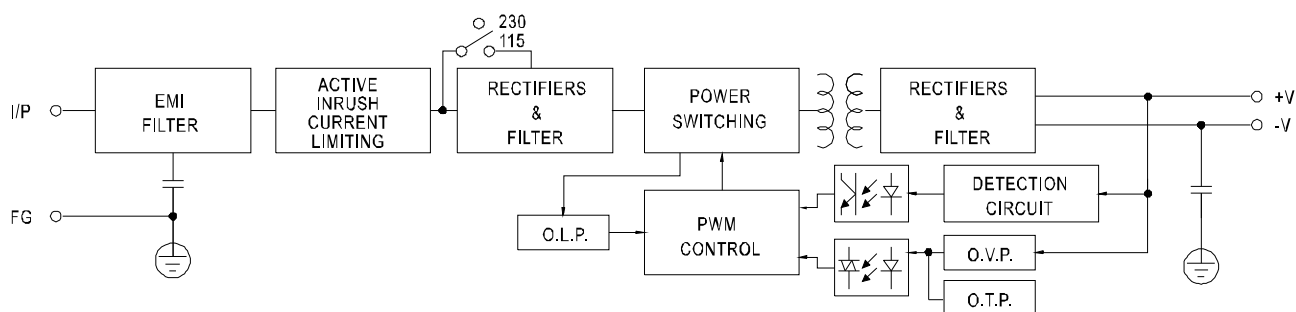 230
115
I/P
EMI
FILTER
ACTIVE
INRUSH
CURRENT
LIMITING
RECTIFIERS
&
FILTER
POWER
SWITCHING
RECTIFIERS
&
FILTER
+V
-V
FG
O.L.P.
PWM
CONTROL
DETECTION
CIRCUIT
O.V.P.
O.T.P.